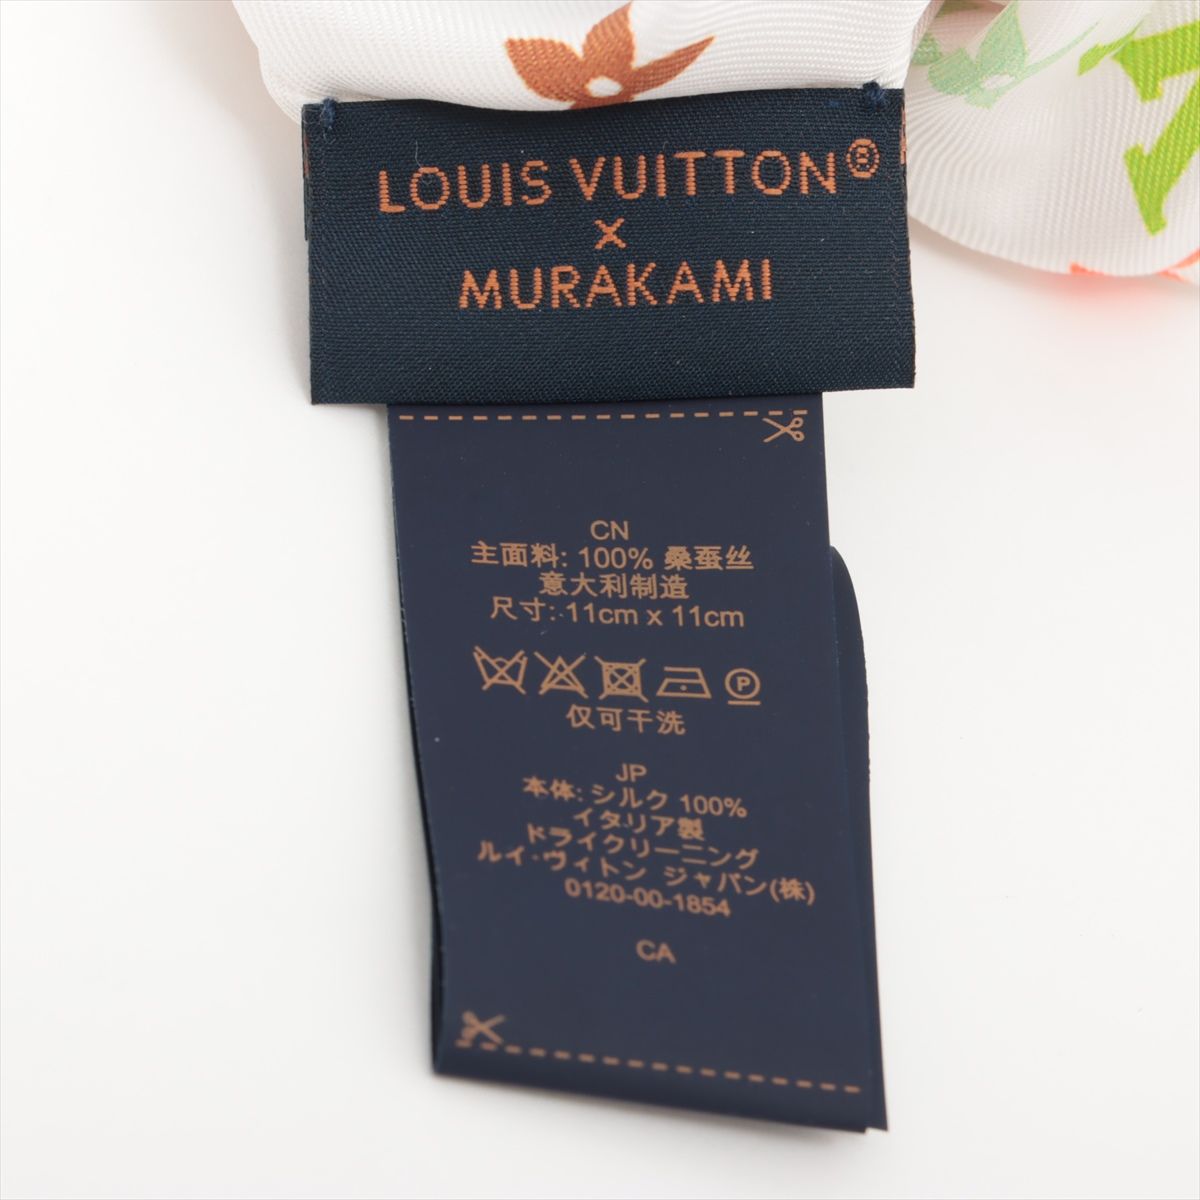 LOUIS VUITTON®
X
MURAKAMI
CN
主面料: 100% 桑蚕丝
意大利制造
尺寸: 11cm x 11cm
P
仅可干洗
JP
本体: シルク 100%
イタリア製
ドライクリーニング
ルイ·ヴィトン ジャパン(株)
0120-00-1854
CA